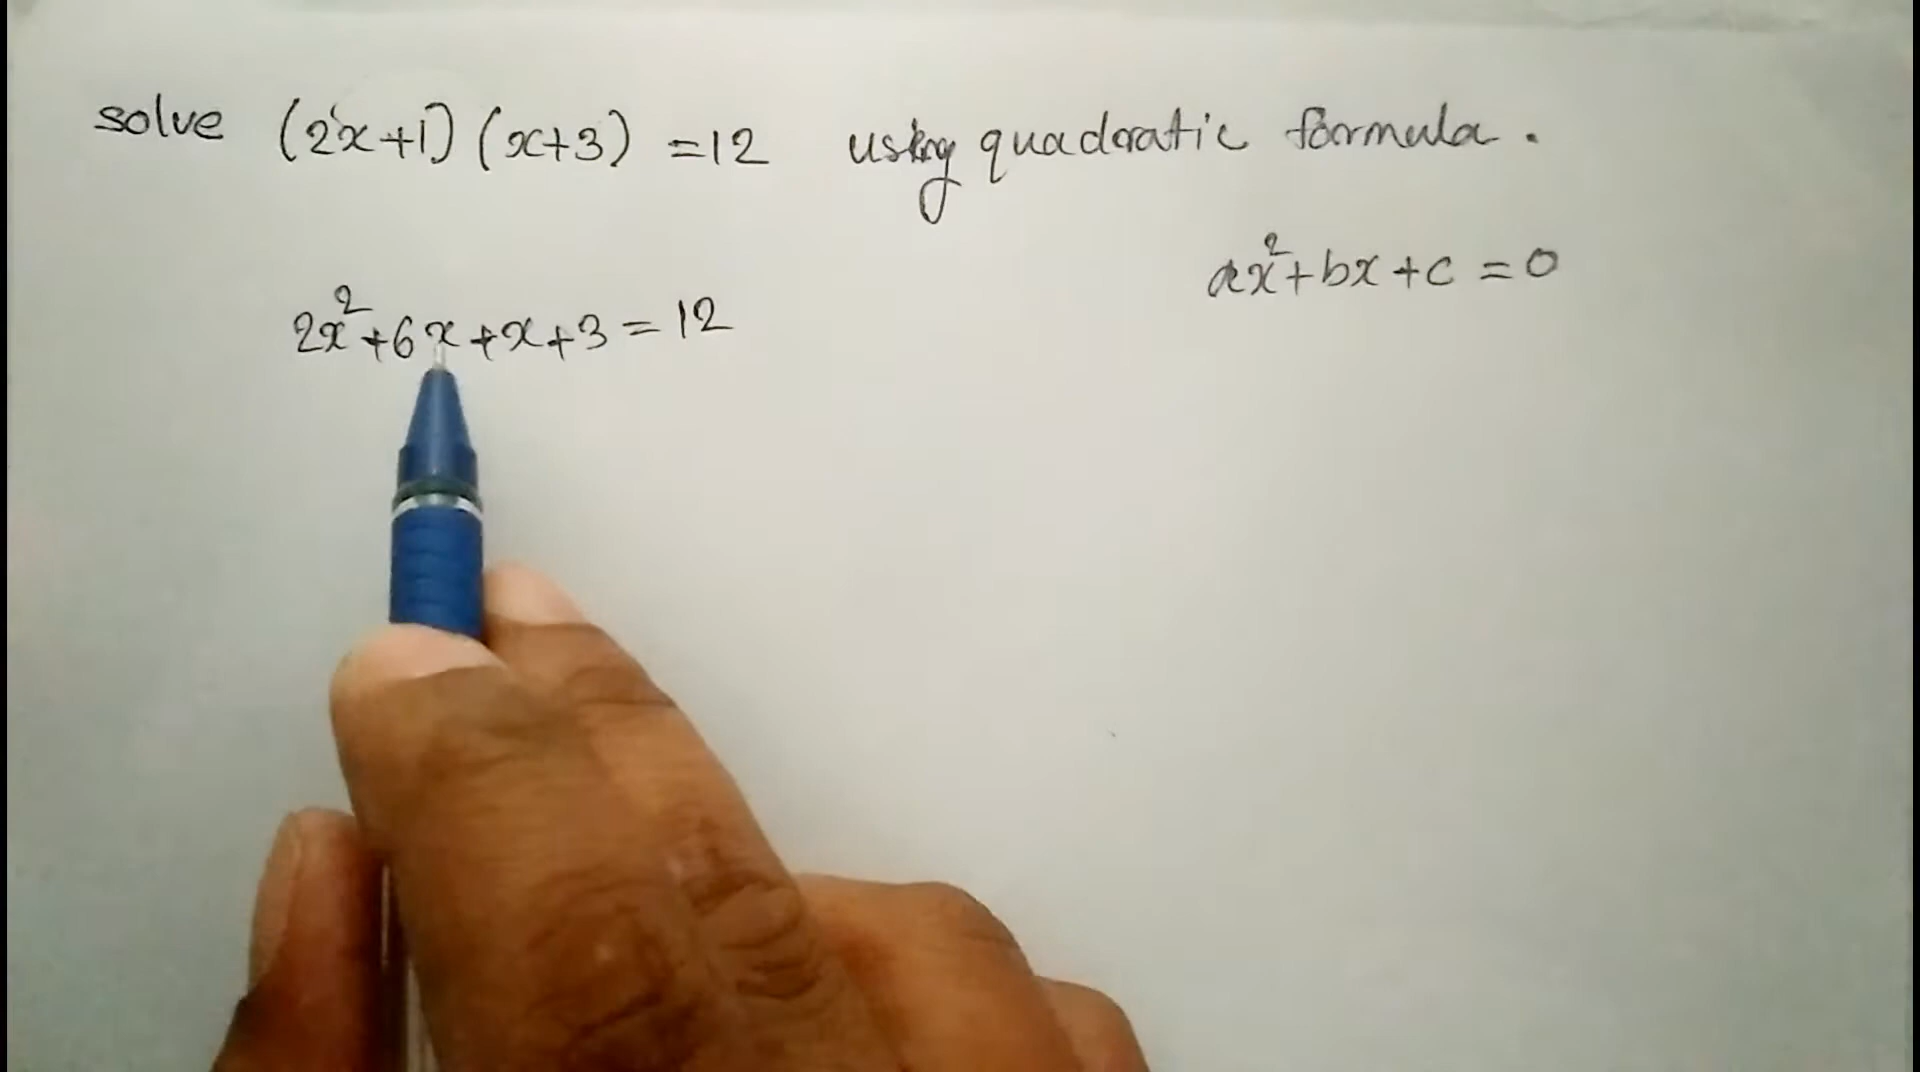 solve (2x+1) (x+3) =12 using quadratic formula.
ax²+bx+c=0
2x²+6x+x+3=12